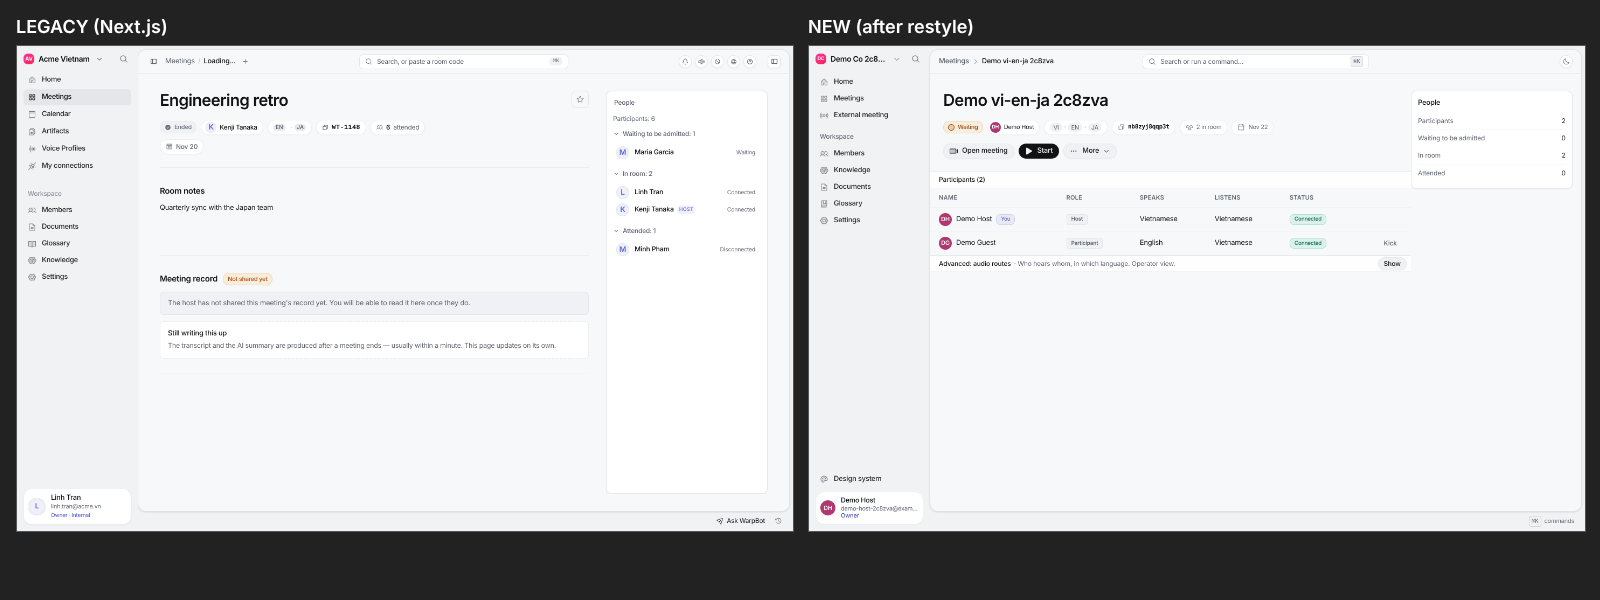 LEGACY (Next.js)
AV Acme Vietnam
Home
Meetings
Calendar
Artifacts
Voice Profiles
My connections
Workspace
Members
Documents
Glossary
Knowledge
Settings
L
Linh Tran
linh.tran@acme.vn
Owner · Internal
Meetings / Loading... +
Search, or paste a room code ⌘K
Engineering retro
Ended
K Kenji Tanaka
EN · JA
WT-1148
6 attended
Nov 20
Room notes
Quarterly sync with the Japan team
Meeting record Not shared yet
The host has not shared this meeting's record yet. You will be able to read it here once they do.
Still writing this up
The transcript and the AI summary are produced after a meeting ends — usually within a minute. This page updates on its own.
People
Participants: 6
Waiting to be admitted: 1
M Maria Garcia Waiting
In room: 2
L Linh Tran Connected
K Kenji Tanaka HOST Connected
Attended: 1
M Minh Pham Disconnected
Ask WarpBot
NEW (after restyle)
DC Demo Co 2c8...
Home
Meetings
External meeting
Workspace
Members
Knowledge
Documents
Glossary
Settings
Design system
DH
Demo Host
demo-host-2c8zva@exam...
Owner
Meetings > Demo vi-en-ja 2c8zva
Search or run a command... ⌘K
Demo vi-en-ja 2c8zva
Waiting
DH Demo Host
VI · EN · JA
nb8zyj8qqp3t
2 in room
Nov 22
Open meeting
Start
··· More
Participants (2)
NAME ROLE SPEAKS LISTENS STATUS
DH Demo Host You Host Vietnamese Vietnamese Connected
DG Demo Guest Participant English Vietnamese Connected Kick
Advanced: audio routes · Who hears whom, in which language. Operator view. Show
People
Participants 2
Waiting to be admitted 0
In room 2
Attended 0
⌘K commands